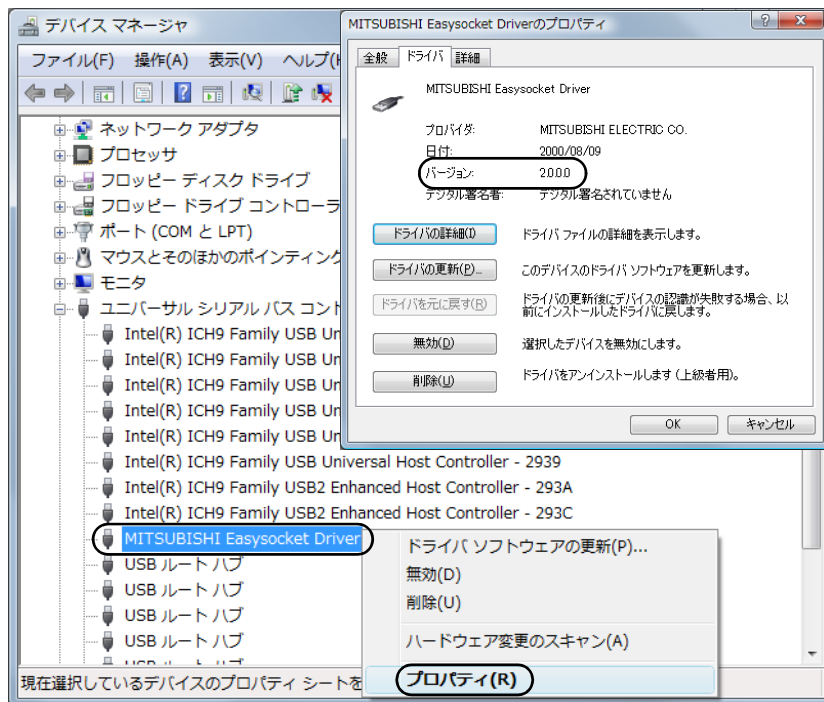 デバイス マネージャ
ファイル(F) 操作(A) 表示(V) ヘルプ(
ネットワーク アダプタ
プロセッサ
フロッピー ディスク ドライブ
フロッピー ドライブ コントローラ
ポート (COM と LPT)
マウスとそのほかのポインティング
モニタ
ユニバーサル シリアル バス コント
Intel(R) ICH9 Family USB Un
Intel(R) ICH9 Family USB Un
Intel(R) ICH9 Family USB Un
Intel(R) ICH9 Family USB Un
Intel(R) ICH9 Family USB Un
Intel(R) ICH9 Family USB Universal Host Controller - 2939
Intel(R) ICH9 Family USB2 Enhanced Host Controller - 293A
Intel(R) ICH9 Family USB2 Enhanced Host Controller - 293C
MITSUBISHI Easysocket Driver
USB ルート ハブ
USB ルート ハブ
USB ルート ハブ
USB ルート ハブ
現在選択しているデバイスのプロパティ シートを
MITSUBISHI Easysocket Driverのプロパティ
全般 ドライバ 詳細
MITSUBISHI Easysocket Driver
プロバイダ: MITSUBISHI ELECTRIC CO.
日付: 2000/08/09
バージョン: 2.0.0.0
デジタル署名者: デジタル署名されていません
ドライバの詳細(I) ドライバ ファイルの詳細を表示します。
ドライバの更新(P)... このデバイスのドライバ ソフトウェアを更新します。
ドライバを元に戻す(R) ドライバの更新後にデバイスの認識が失敗する場合、以
前にインストールしたドライバに戻します。
無効(D) 選択したデバイスを無効にします。
削除(U) ドライバをアンインストールします (上級者用)。
OK キャンセル
ドライバ ソフトウェアの更新(P)...
無効(D)
削除(U)
ハードウェア変更のスキャン(A)
プロパティ(R)